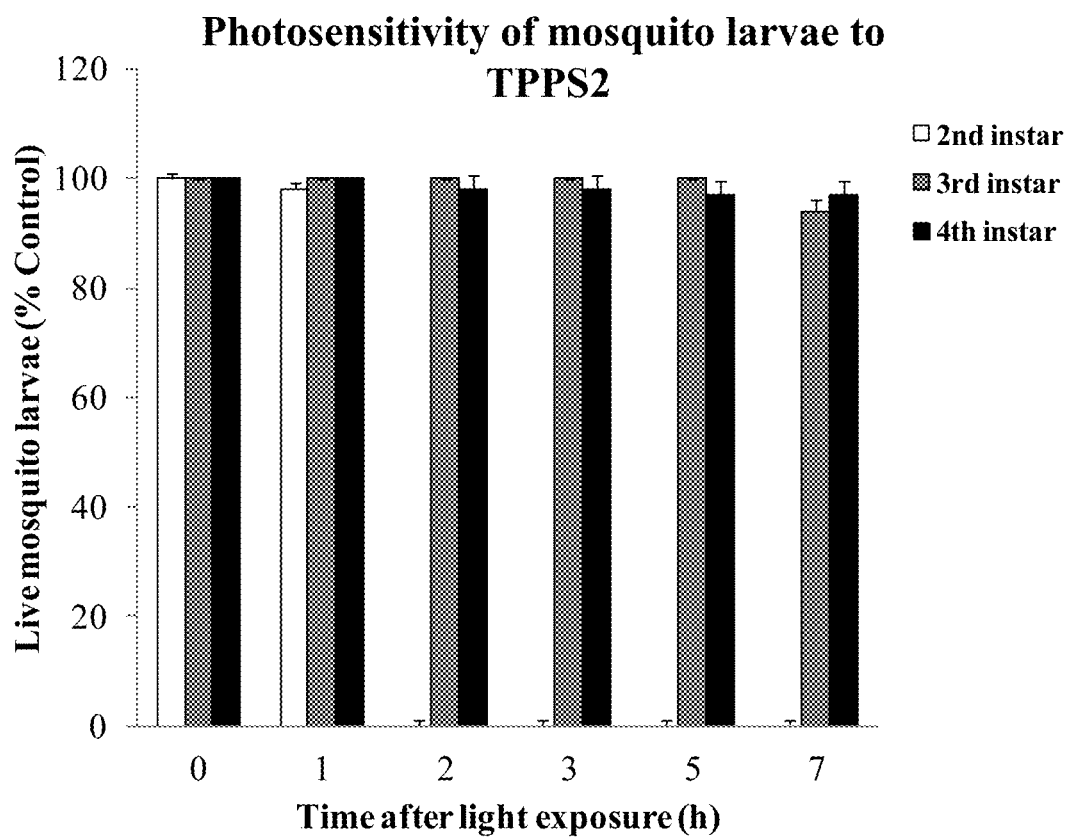 Photosensitivity of mosquito larvae to
TPPS2
120
100
80
60
40
20
0
Live mosquito larvae (% Control)
2nd instar
3rd instar
4th instar
0 1 2 3 5 7
Time after light exposure (h)